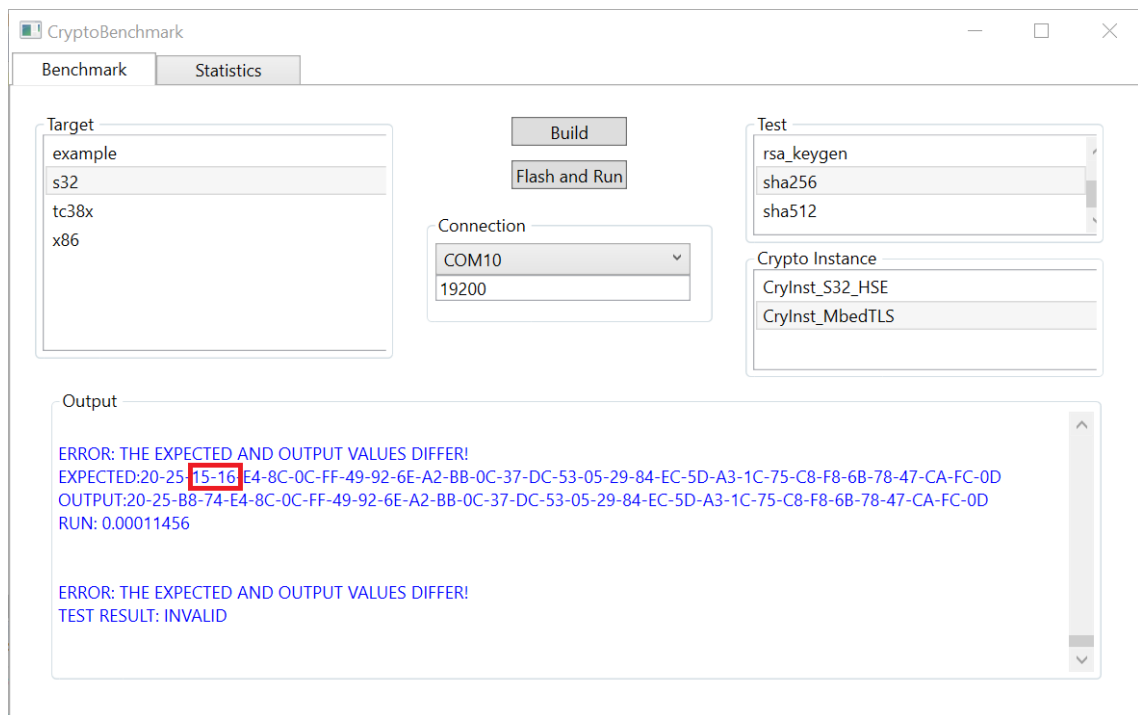 CryptoBenchmark
Benchmark
Statistics
Target
example
s32
tc38x
x86
Build
Flash and Run
Connection
COM10
19200
Test
rsa_keygen
sha256
sha512
Crypto Instance
CryInst_S32_HSE
CryInst_MbedTLS
Output
ERROR: THE EXPECTED AND OUTPUT VALUES DIFFER!
EXPECTED:20-25-15-16-E4-8C-0C-FF-49-92-6E-A2-BB-0C-37-DC-53-05-29-84-EC-5D-A3-1C-75-C8-F8-6B-78-47-CA-FC-0D
OUTPUT:20-25-B8-74-E4-8C-0C-FF-49-92-6E-A2-BB-0C-37-DC-53-05-29-84-EC-5D-A3-1C-75-C8-F8-6B-78-47-CA-FC-0D
RUN: 0.00011456
ERROR: THE EXPECTED AND OUTPUT VALUES DIFFER!
TEST RESULT: INVALID